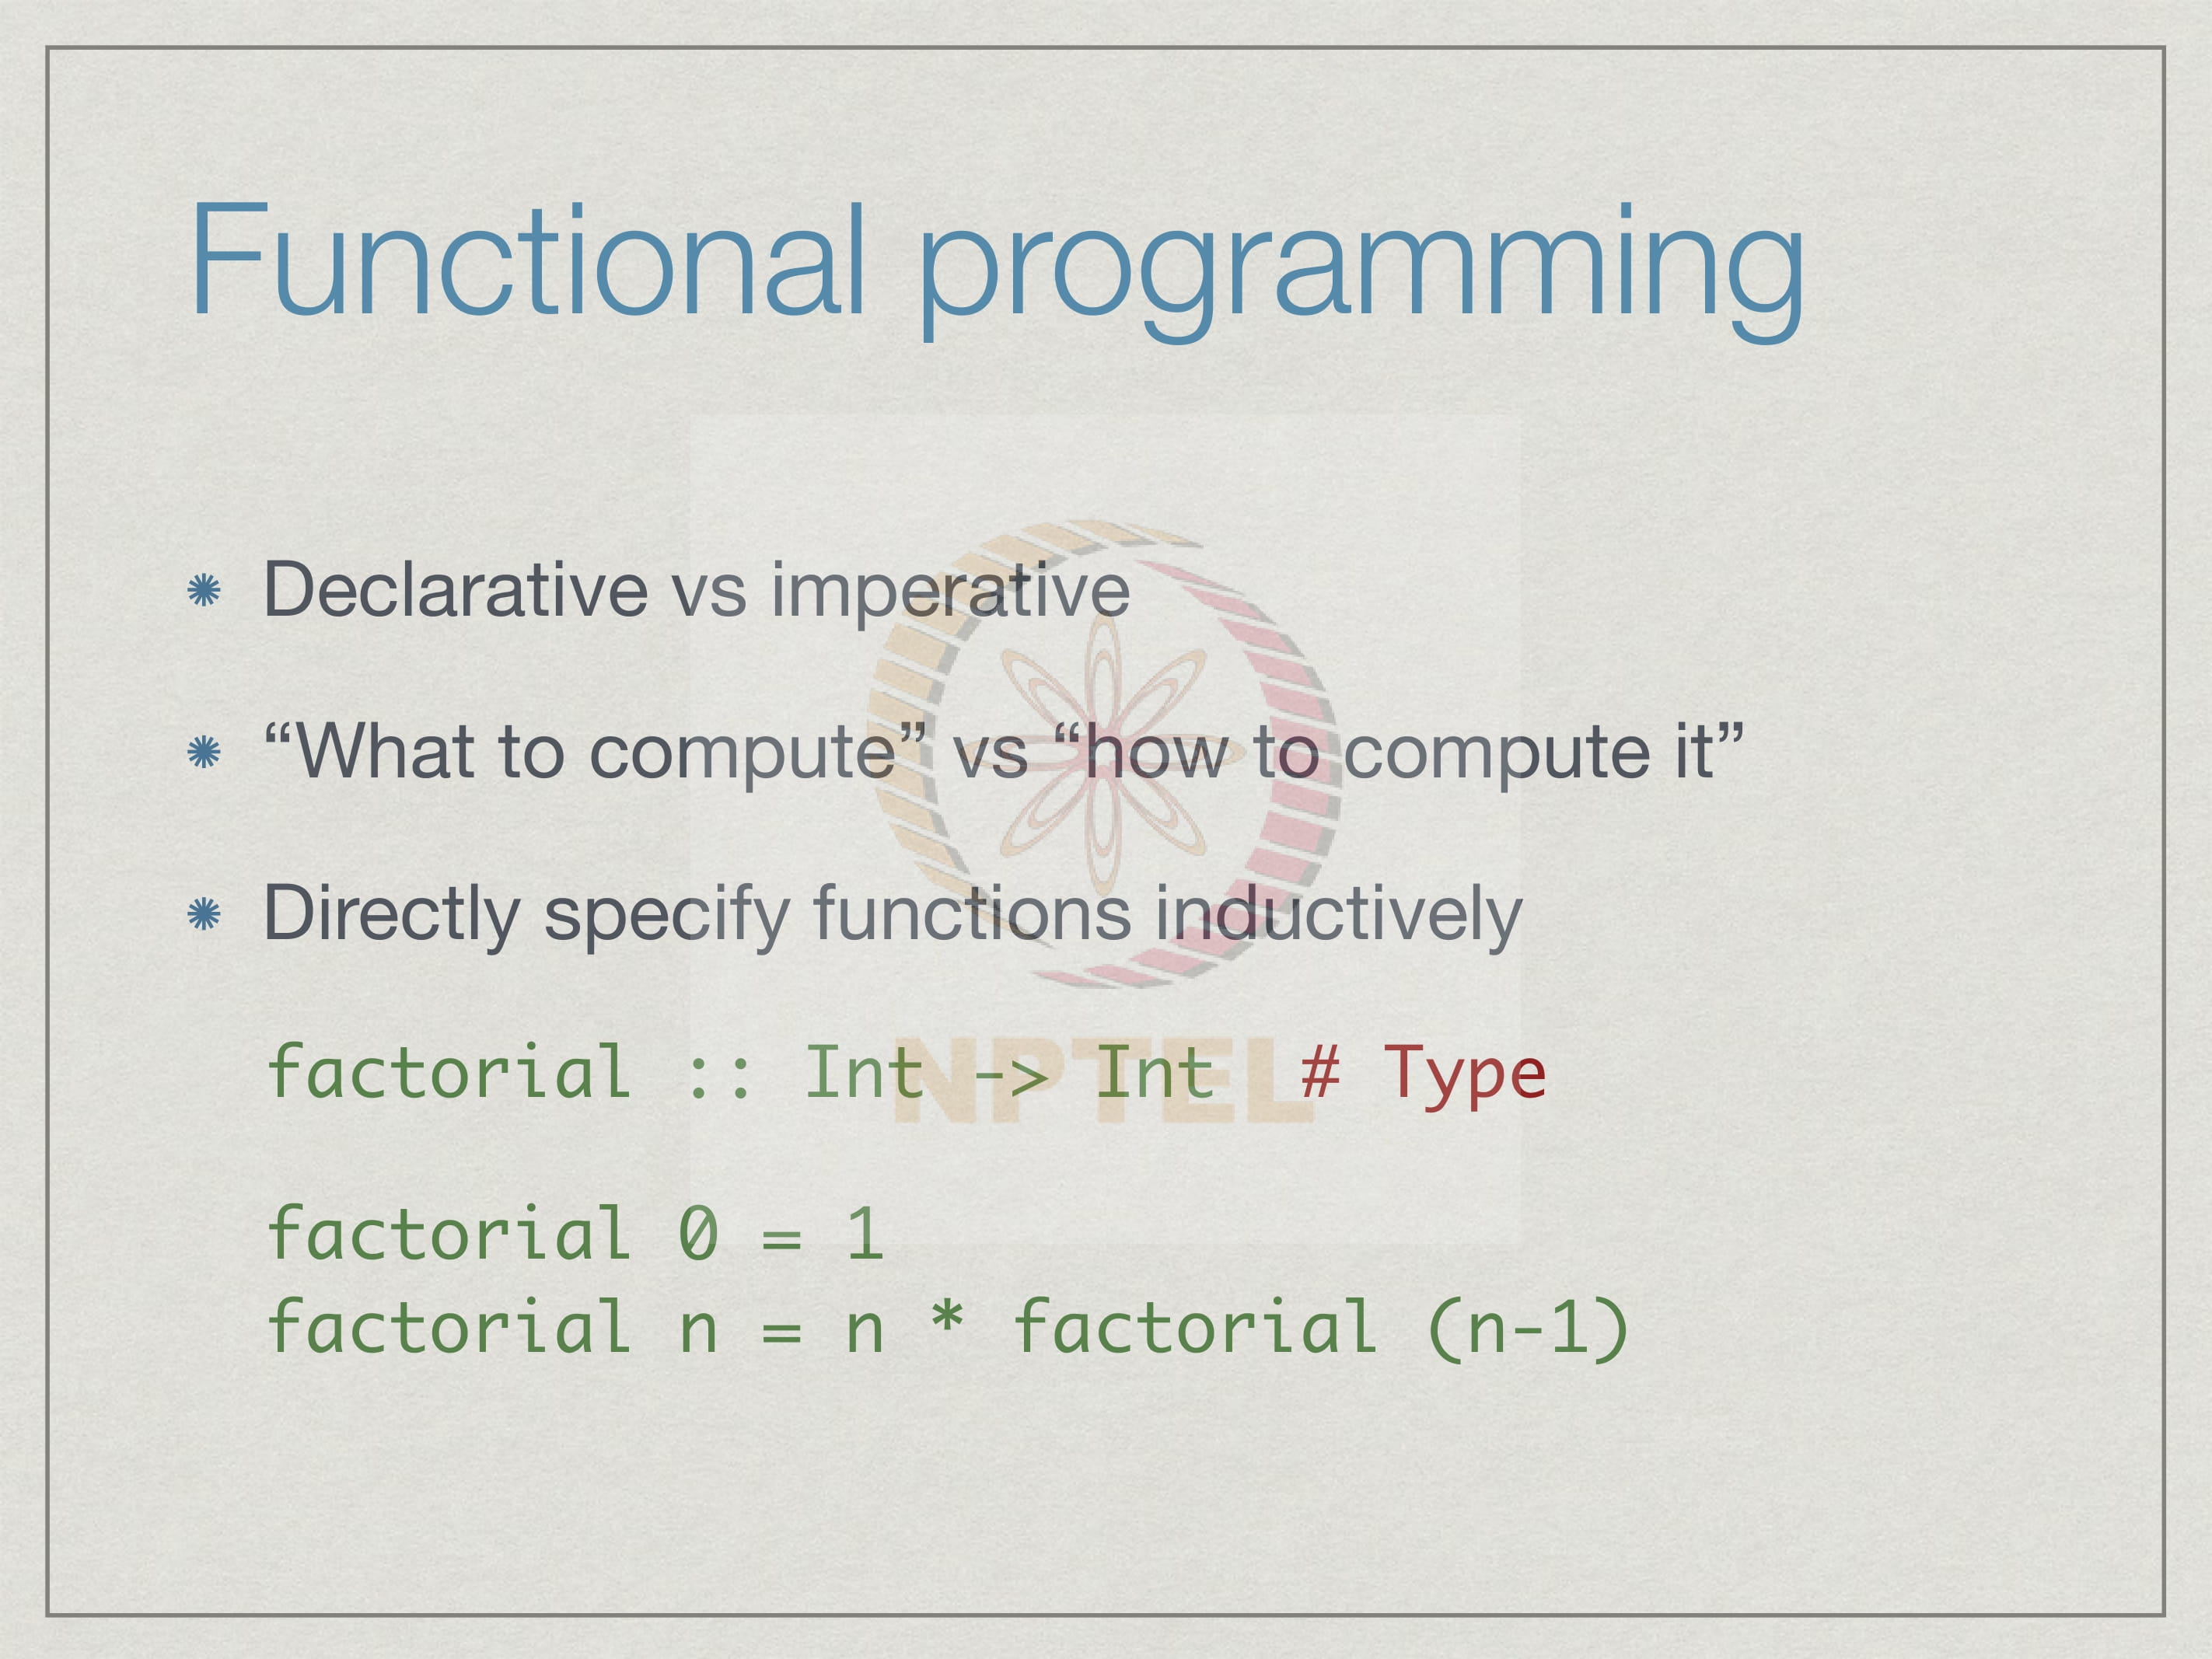 Functional programming
Declarative vs imperative
“What to compute” vs “how to compute it”
Directly specify functions inductively
factorial :: Int -> Int  # Type
factorial 0 = 1
factorial n = n * factorial (n-1)
NPTEL